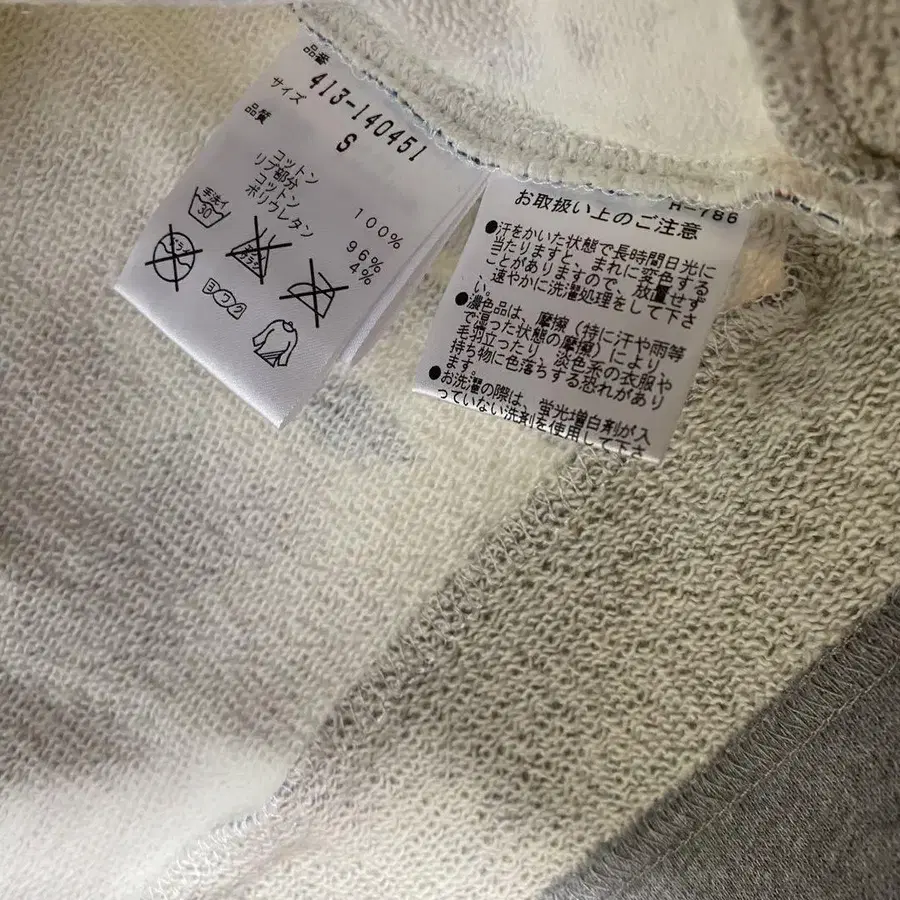 品番
413-140451
サイズ
S
品質
コットン 100%
リブ部分
コットン 96%
ポリウレタン 4%
手洗イ
30
ヨワク
H-786
お取扱い上のご注意
●汗をかいた状態で長時間日光に
当たりますと、まれに変色する
ことがありますので、放置せず
、速やかに洗濯処理をして下さ
い。
●濃色品は、摩擦(特に汗や雨等
で湿った状態の摩擦)により
毛羽立ったり、淡色系の衣服や
持ち物に色落ちする恐れがあり
ます。
●お洗濯の際は、蛍光増白剤が入
っていない洗剤を使用して下さ